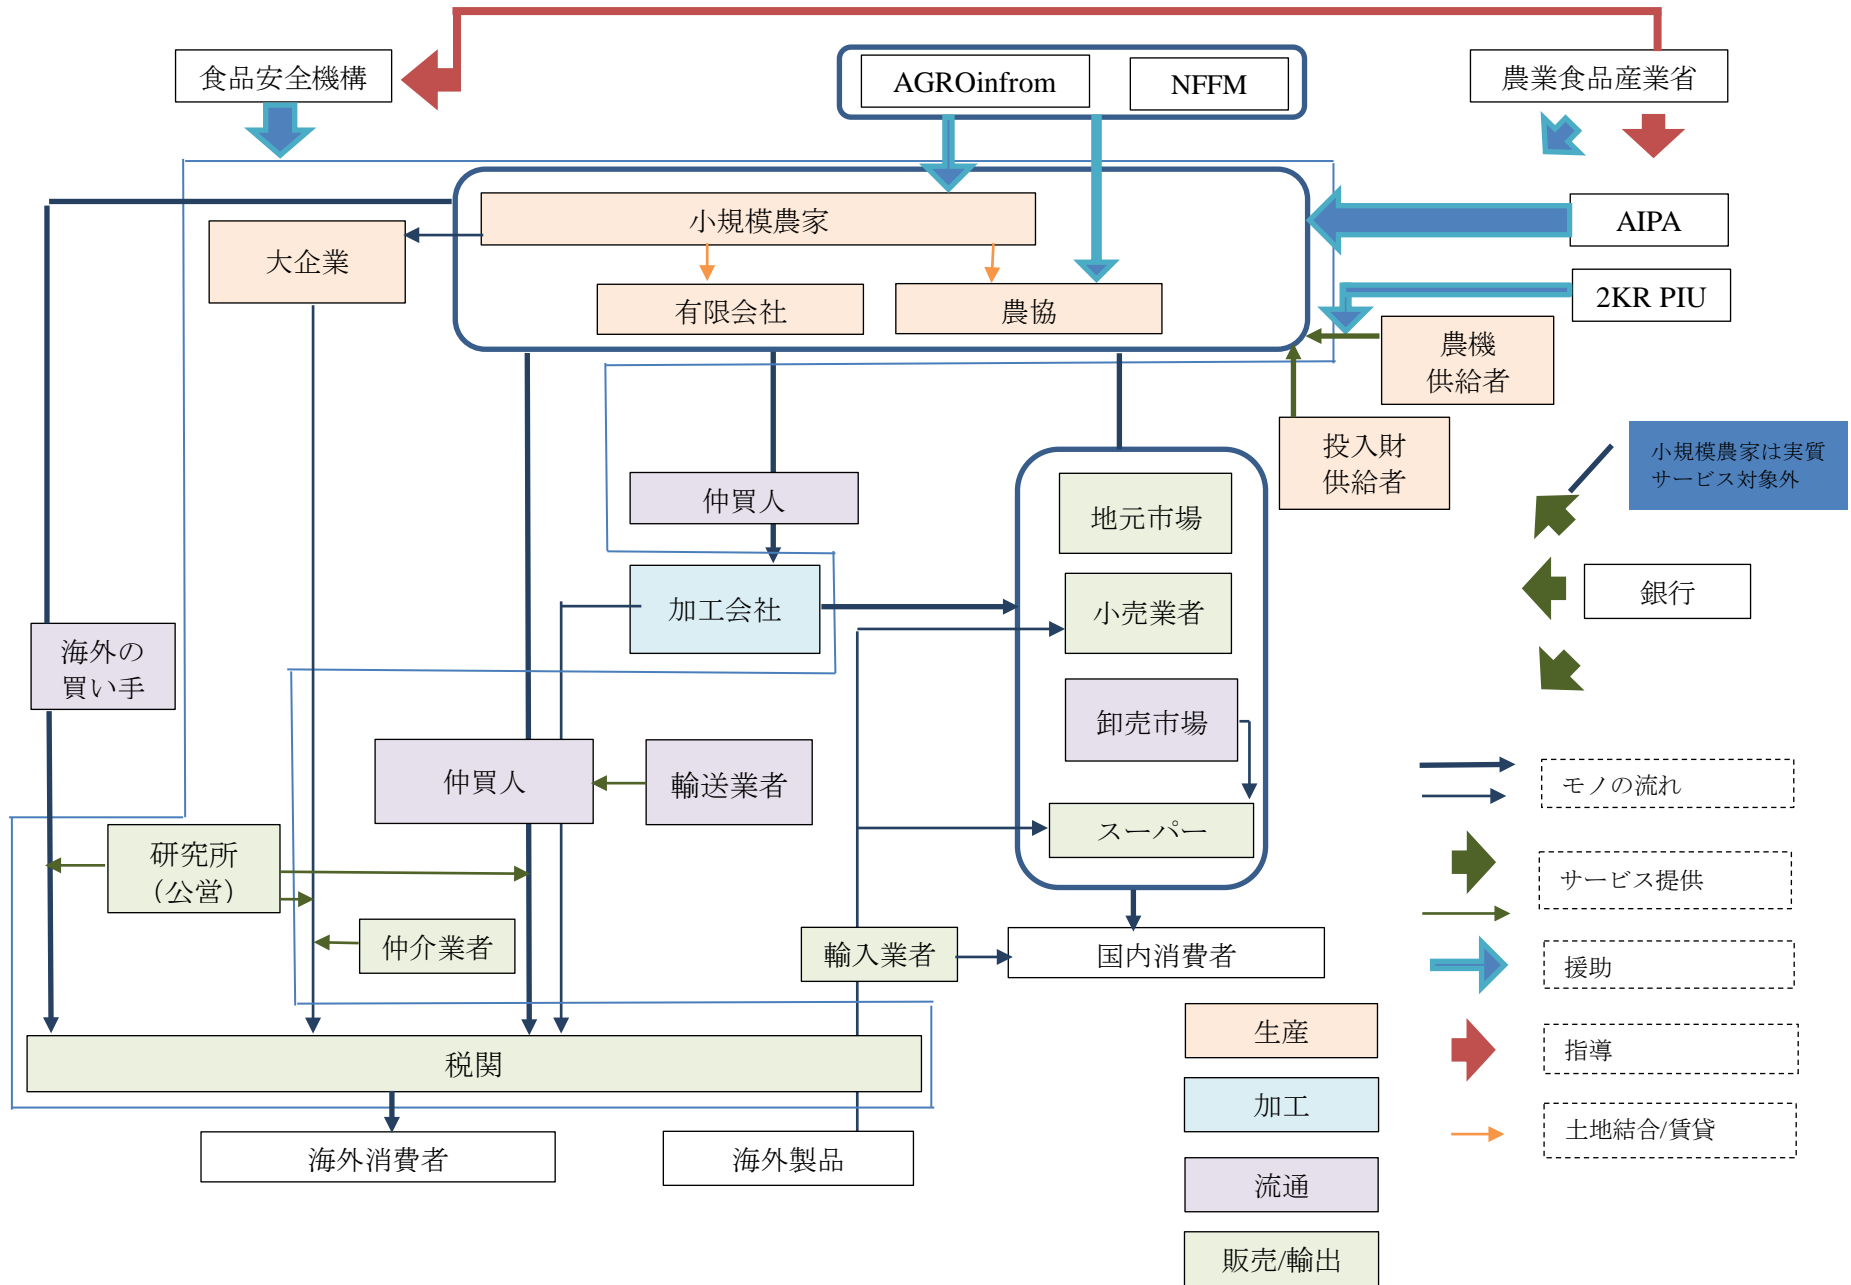 食品安全機構
AGROinfrom
NFFM
農業食品産業省
小規模農家
AIPA
大企業
有限会社
農協
2KR PIU
農機
供給者
投入財
供給者
小規模農家は実質
サービス対象外
仲買人
地元市場
加工会社
小売業者
銀行
海外の
買い手
卸売市場
仲買人
輸送業者
モノの流れ
スーパー
研究所
（公営）
サービス提供
仲介業者
輸入業者
国内消費者
援助
生産
指導
税関
加工
土地結合/賃貸
海外消費者
海外製品
流通
販売/輸出